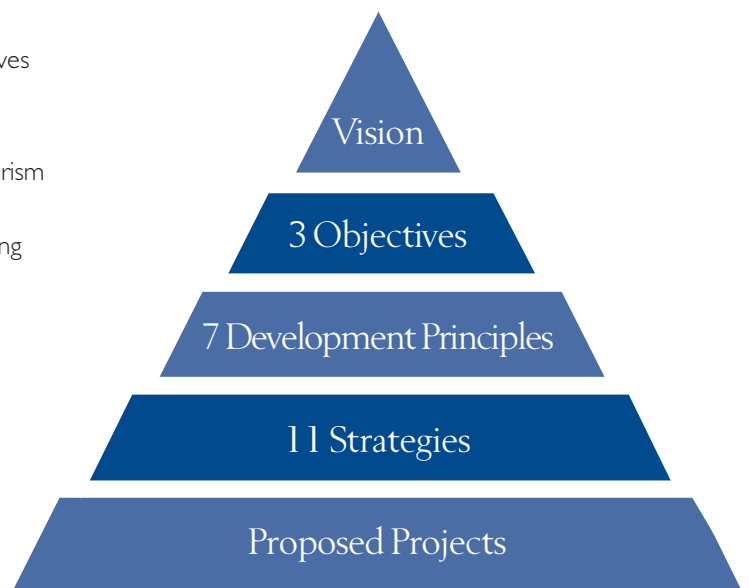 Vision
3 Objectives
7 Development Principles
11 Strategies
Proposed Projects